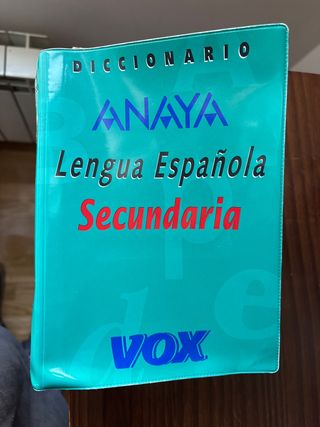 DICCIONARIO
ANAYA
Lengua Española
Secundaria
VOX